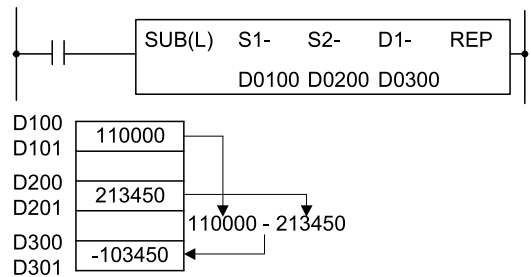 SUB(L) S1- S2- D1- REP
D0100 D0200 D0300
D100
110000
D101
D200
213450
D201
110000 - 213450
D300
-103450
D301